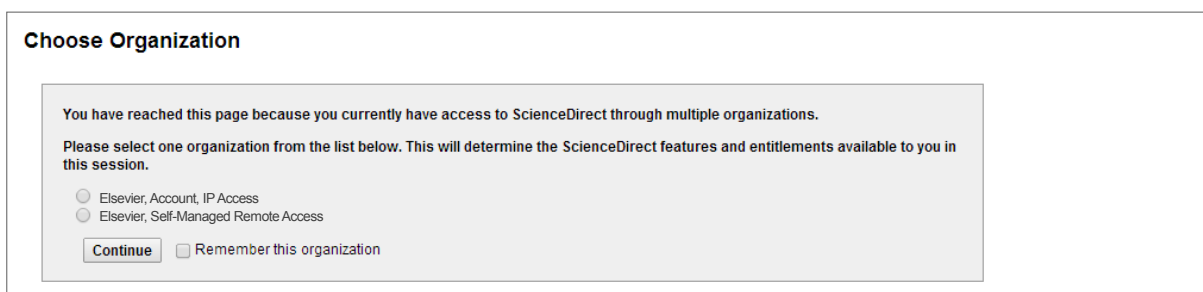 Choose Organization
You have reached this page because you currently have access to ScienceDirect through multiple organizations.
Please select one organization from the list below. This will determine the ScienceDirect features and entitlements available to you in
this session.
Elsevier, Account, IP Access
Elsevier, Self-Managed Remote Access
Continue Remember this organization